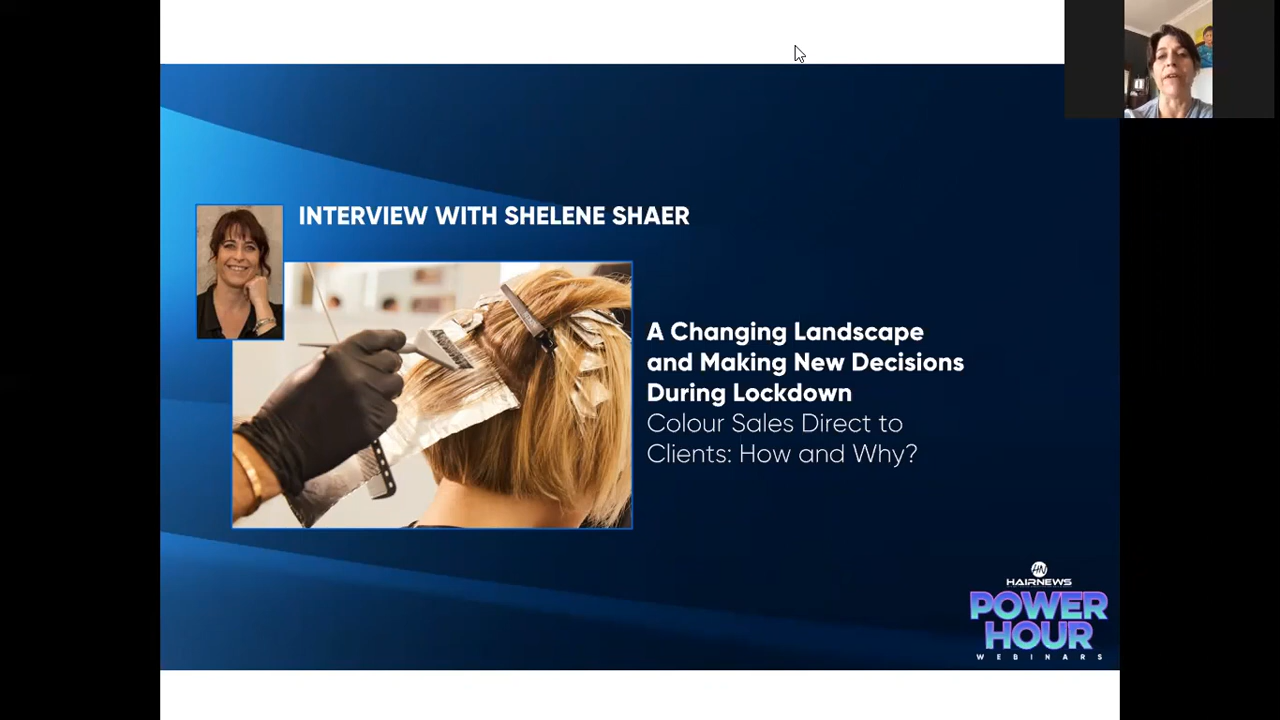 INTERVIEW WITH SHELENE SHAER
A Changing Landscape
and Making New Decisions
During Lockdown
Colour Sales Direct to
Clients: How and Why?
HN
HAIRNEWS
POWER
HOUR
WEBINARS